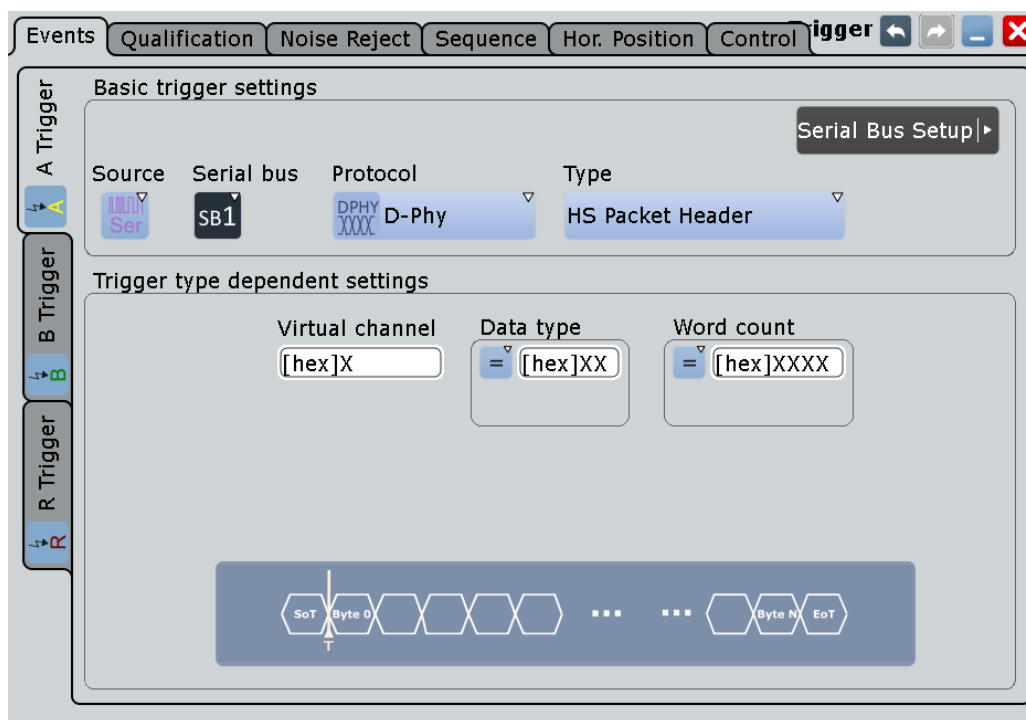 Events Qualification Noise Reject Sequence Hor. Position Control igger
A Trigger
A
B Trigger
B
R Trigger
R
Basic trigger settings
Serial Bus Setup
Source Serial bus Protocol Type
Ser SB1 DPHY D-Phy HS Packet Header
Trigger type dependent settings
Virtual channel Data type Word count
[hex]X = [hex]XX = [hex]XXXX
SoT Byte 0 ... ... Byte N EoT
T